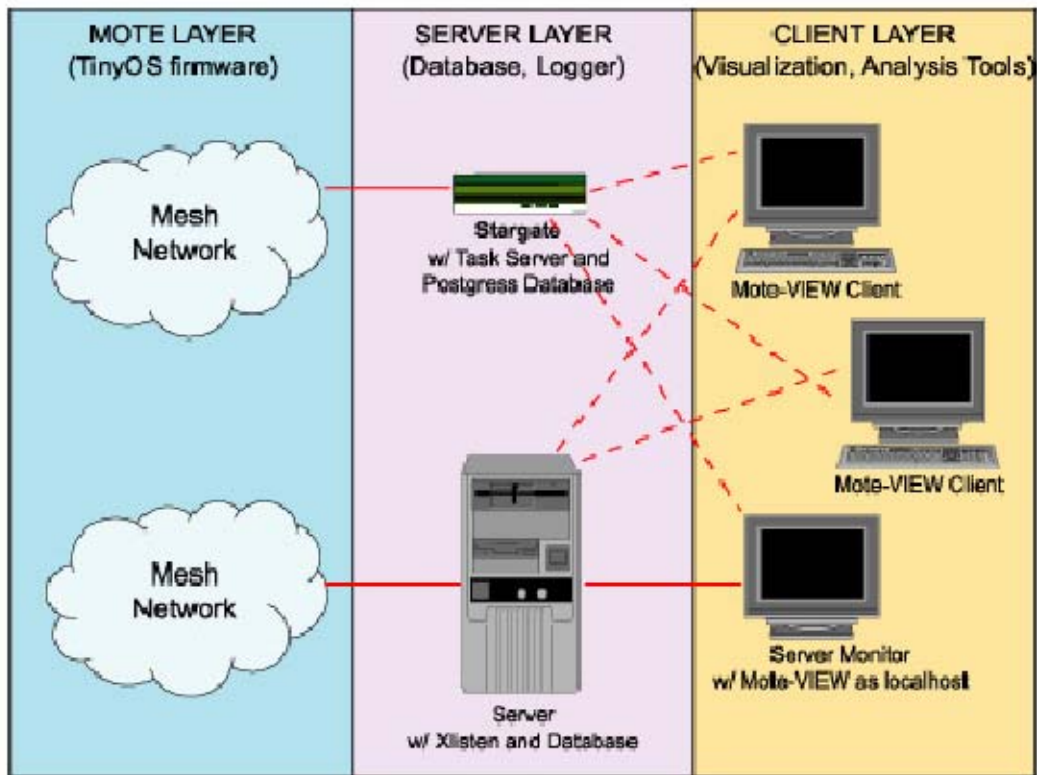 MOTE LAYER
(TinyOS firmware)
SERVER LAYER
(Database, Logger)
CLIENT LAYER
(Visualization, Analysis Tools)
Mesh
Network
Stargate
w/ Task Server and
Postgress Database
Mote-VIEW Client
Mote-VIEW Client
Mesh
Network
Server
w/ Xlisten and Database
Server Monitor
w/ Mote-VIEW as localhost